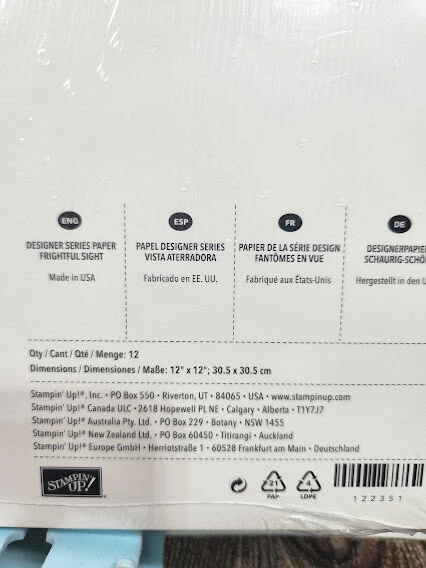 ENG
DESIGNER SERIES PAPER
FRIGHTFUL SIGHT
Made in USA
ESP
PAPEL DESIGNER SERIES
VISTA ATERRADORA
Fabricado en EE. UU.
FR
PAPIER DE LA SÉRIE DESIGN
FANTÔMES EN VUE
Fabriqué aux États-Unis
DE
DESIGNERPAPIE
SCHAURIG-SCHÖ
Hergestellt in den U
Qty / Cant / Qté / Menge: 12
Dimensions / Dimensiones / Maße: 12" x 12"; 30.5 x 30.5 cm
Stampin' Up!®, Inc. • PO Box 550 • Riverton, UT • 84065 • USA • www.stampinup.com
Stampin' Up!® Canada ULC • 2618 Hopewell PL NE • Calgary • Alberta • T1Y7J7
Stampin' Up!® Australia Pty. Ltd. • PO Box 229 • Botany • NSW 1455
Stampin' Up!® New Zealand Ltd. • PO Box 60450 • Titirangi • Auckland
Stampin' Up!® Europe GmbH • Herriotstraße 1 • 60528 Frankfurt am Main • Deutschland
STAMPIN' UP!®
21
PAP
4
LDPE
122351